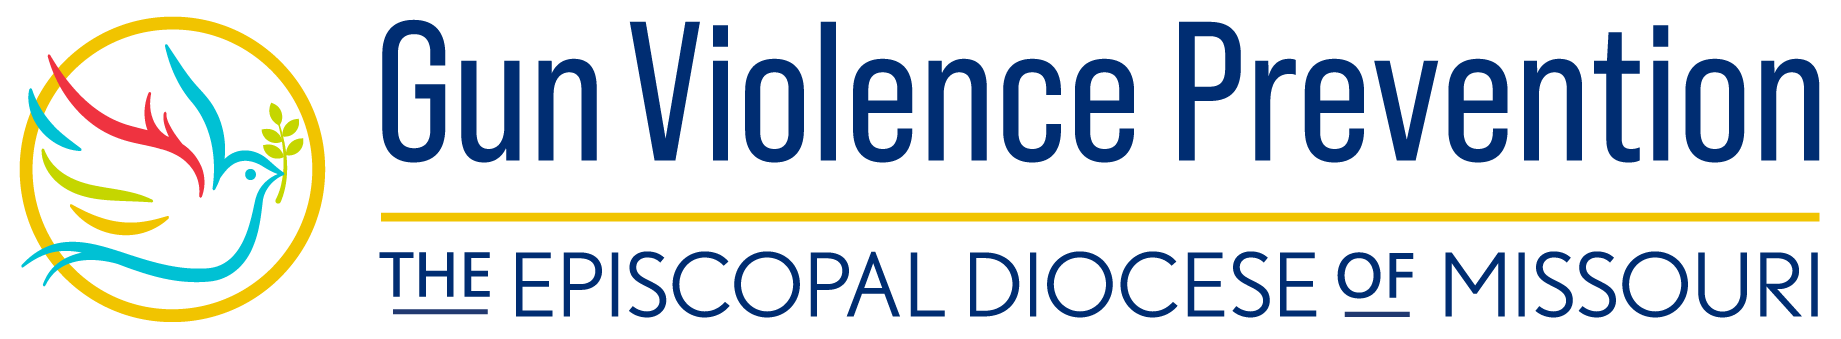 Gun Violence Prevention
THE EPISCOPAL DIOCESE OF MISSOURI